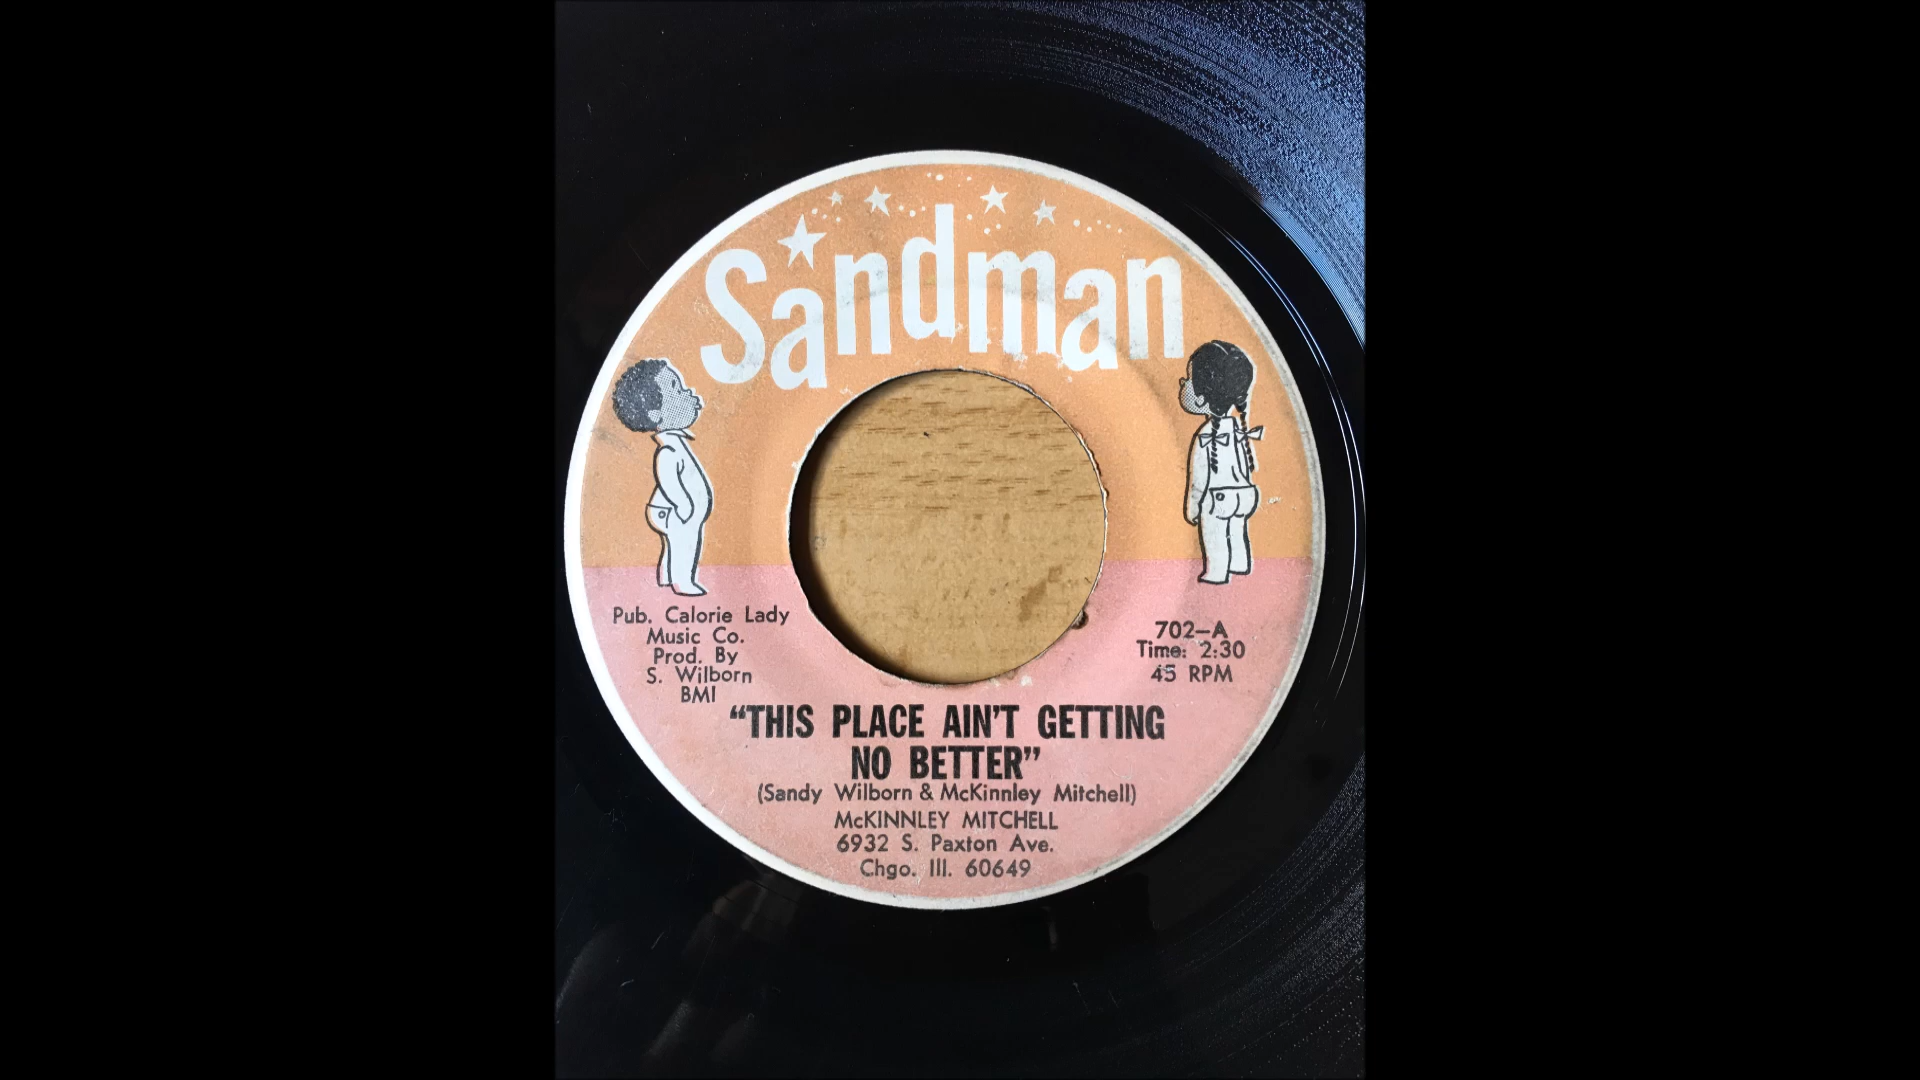 Sandman
Pub. Calorie Lady
Music Co.
Prod. By
S. Wilborn
BMI
702-A
Time: 2:30
45 RPM
"THIS PLACE AIN'T GETTING
NO BETTER"
(Sandy Wilborn & McKinnley Mitchell)
McKINNLEY MITCHELL
6932 S. Paxton Ave.
Chgo. Ill. 60649